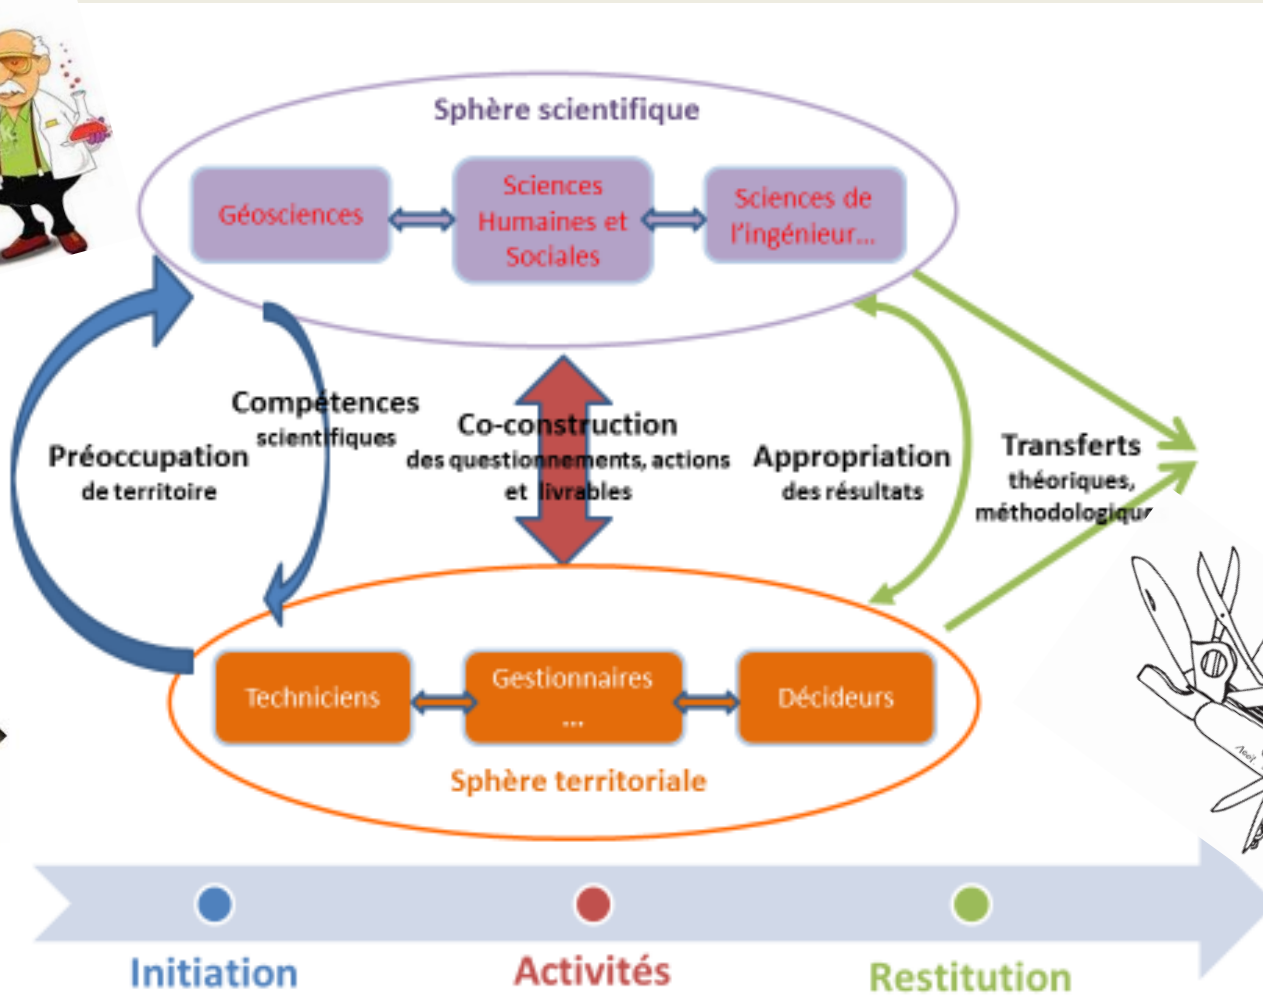 Sphère scientifique
Géosciences
Sciences
Humaines et
Sociales
Sciences de
l'ingénieur...
Préoccupation
de territoire
Compétences
scientifiques
Co-construction
des questionnements, actions
et livrables
Appropriation
des résultats
Transferts
théoriques,
Techniciens
Gestionnaires
...
Décideurs
Sphère territoriale
Initiation
Activités
Restitution